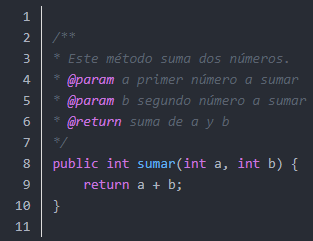 1
2 /**
3 * Este método suma dos números.
4 * @param a primer número a sumar
5 * @param b segundo número a sumar
6 * @return suma de a y b
7 */
8 public int sumar(int a, int b) {
9     return a + b;
10 }
11